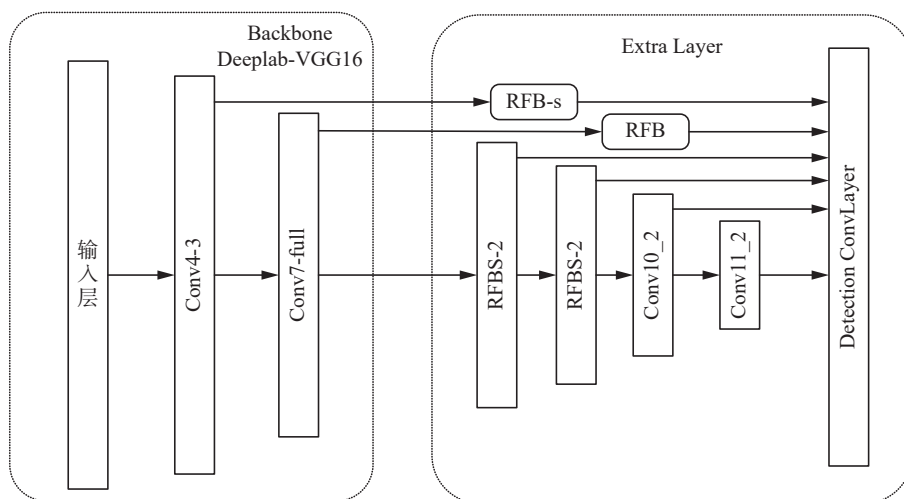 Backbone
Deeplab-VGG16
Extra Layer
输入层
Conv4-3
Conv7-full
RFB-s
RFB
RFBS-2
RFBS-2
Conv10_2
Conv11_2
Detection ConvLayer